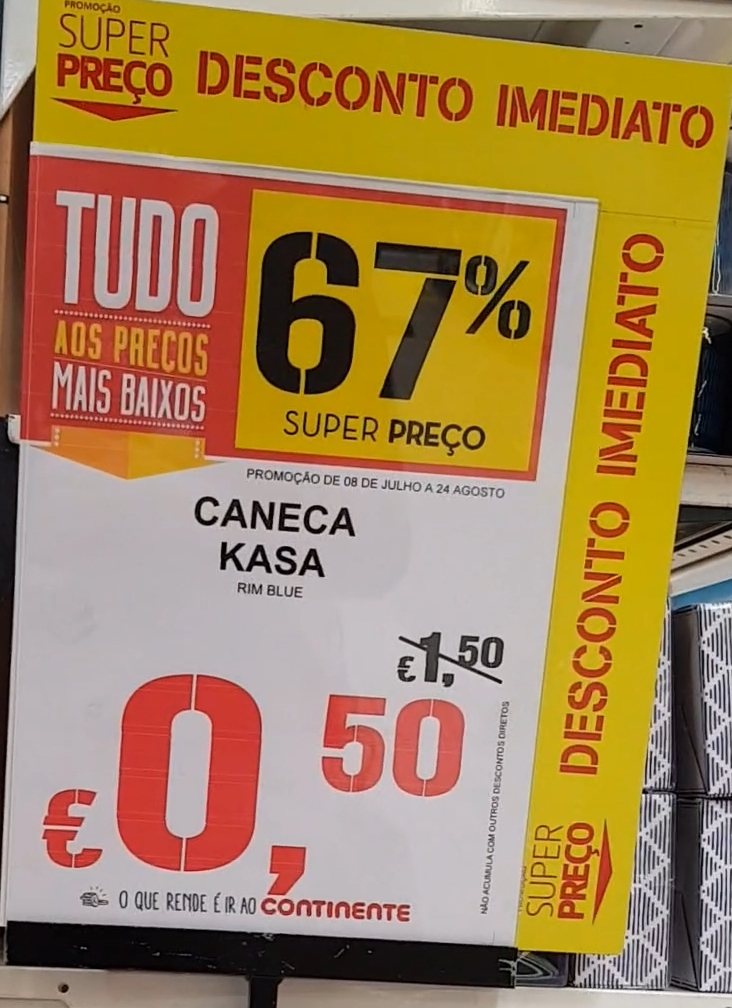 PROMOÇÃO
SUPER
PREÇO
DESCONTO IMEDIATO
TUDO
AOS PREÇOS
MAIS BAIXOS
67%
SUPER PREÇO
PROMOÇÃO DE 08 DE JULHO A 24 AGOSTO
CANECA
KASA
RIM BLUE
€1,50
€0,50
NÃO ACUMULA COM OUTROS DESCONTOS DIRETOS
O QUE RENDE É IR AO CONTINENTE
DESCONTO IMEDIATO
PROMOÇÃO
SUPER
PREÇO